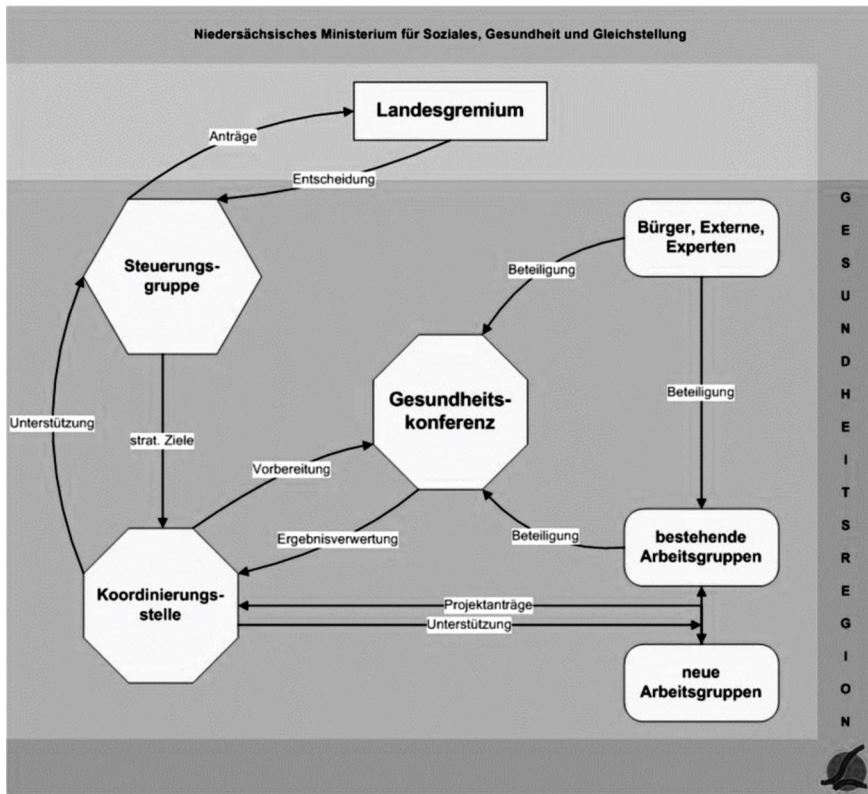 Niedersächsisches Ministerium für Soziales, Gesundheit und Gleichstellung
Landesgremium
Anträge
Entscheidung
Steuerungs-
gruppe
Bürger, Externe,
Experten
Beteiligung
Gesundheits-
konferenz
Beteiligung
Unterstützung
strat. Ziele
Vorbereitung
Ergebnisverwertung
Beteiligung
bestehende
Arbeitsgruppen
Koordinierungs-
stelle
Projektanträge
Unterstützung
neue
Arbeitsgruppen
GESUNDHEITSREGION